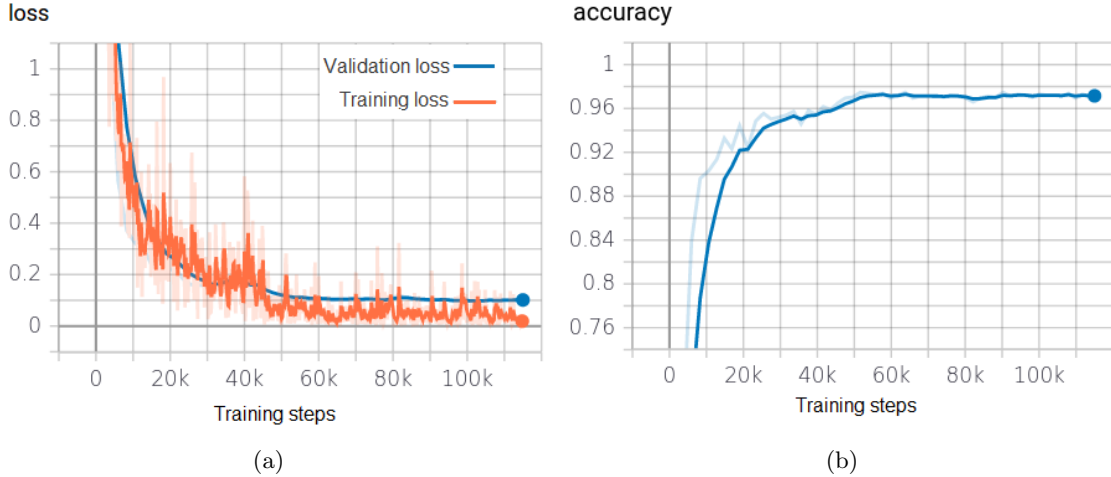 loss
Validation loss
Training loss
1
0.8
0.6
0.4
0.2
0
0 20k 40k 60k 80k 100k
Training steps
(a)
accuracy
1
0.96
0.92
0.88
0.84
0.8
0.76
0 20k 40k 60k 80k 100k
Training steps
(b)